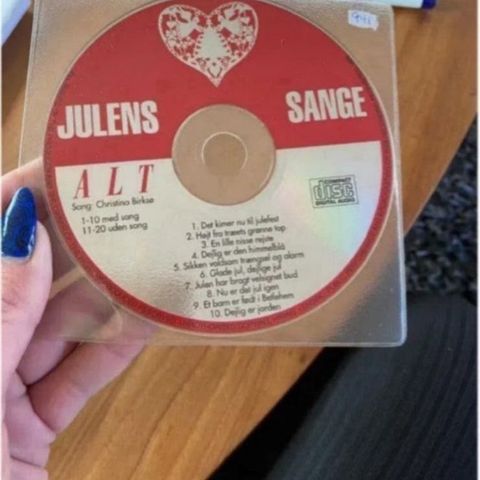 JULENS SANGE
ALT
Sang: Christina Birksø
1-10 med sang
11-20 uden sang
1. Det kimer nu til julefest
2. Højt fra træets grønne top
3. En lille nisse rejste
4. Dejlig er den himmelblå
5. Sikken voldsom trængsel og alarm
6. Glade jul, dejlige jul
7. Julen har bragt velsignet bud
8. Nu er det jul igen
9. Et barn er født i Betlehem
10. Dejlig er jorden
COMPACT
disc
DIGITAL AUDIO